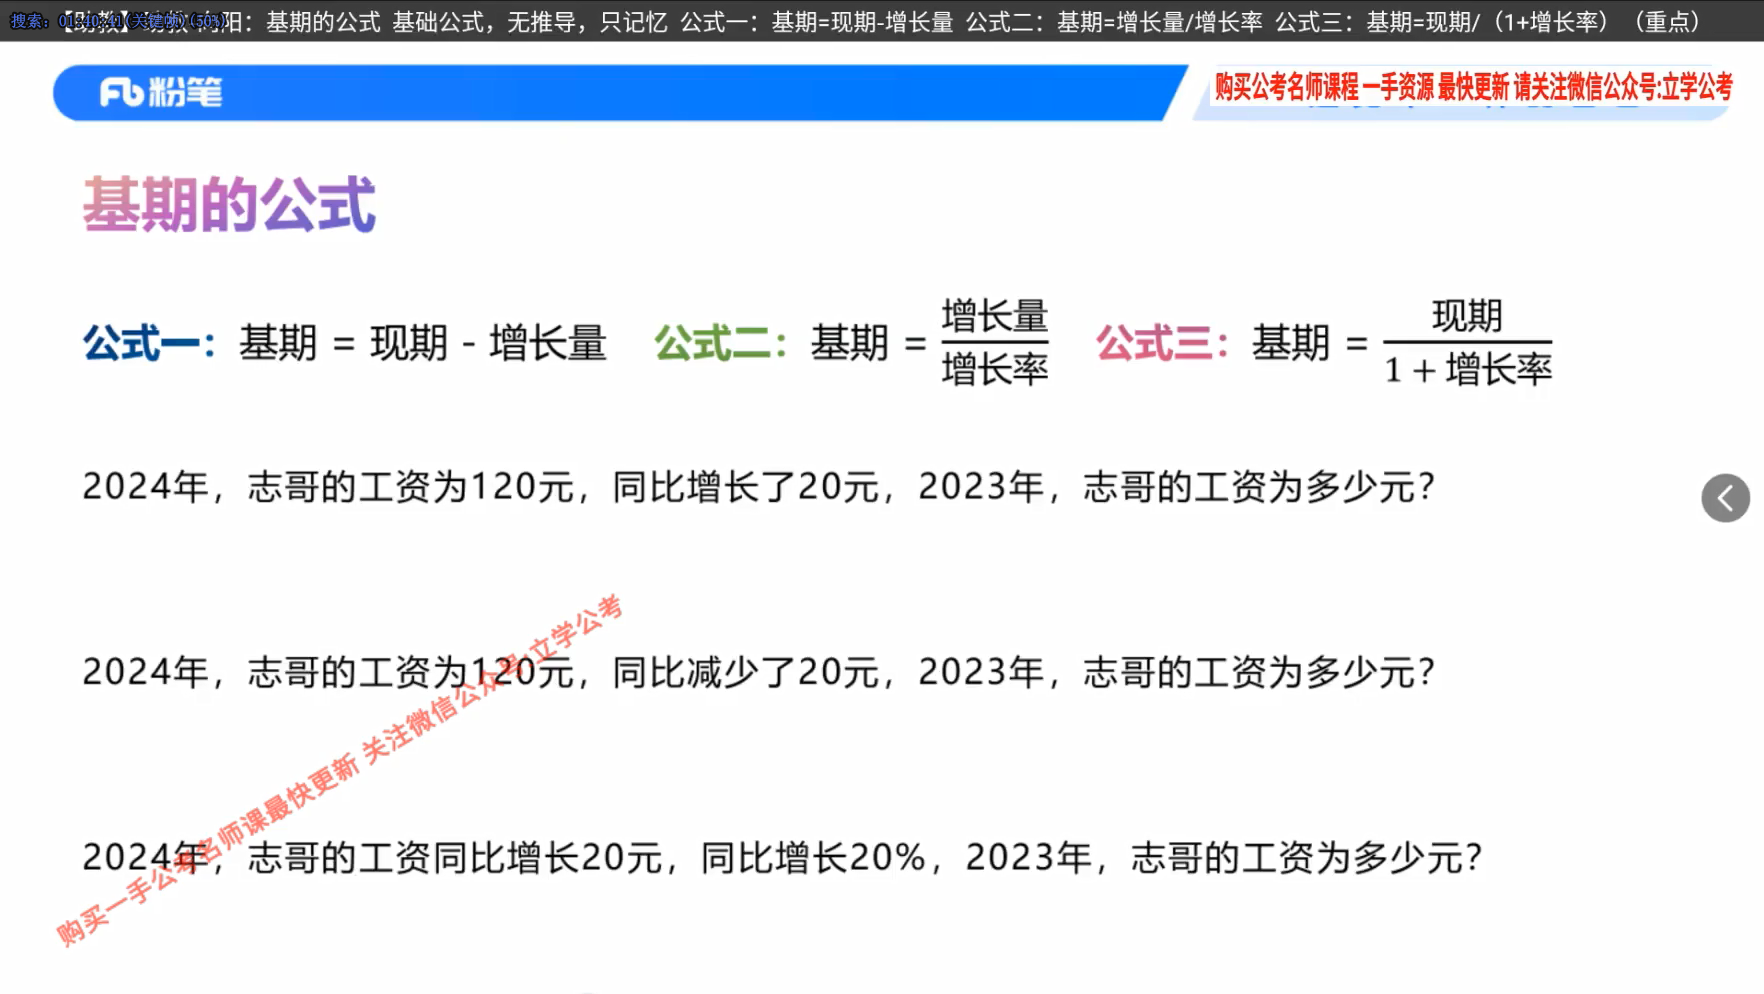 搜索：01:40:41(关键帧)(50%)
阳：基期的公式 基础公式，无推导，只记忆 公式一：基期=现期-增长量 公式二：基期=增长量/增长率 公式三：基期=现期/（1+增长率）（重点）
粉笔
购买公考名师课程 一手资源 最快更新 请关注微信公众号:立学公考
基期的公式
公式一：基期 = 现期 - 增长量 公式二：基期 = 增长量/增长率 公式三：基期 = 现期/1 + 增长率
2024年，志哥的工资为120元，同比增长了20元，2023年，志哥的工资为多少元？
2024年，志哥的工资为120元，同比减少了20元，2023年，志哥的工资为多少元？
2024年，志哥的工资同比增长20元，同比增长20%，2023年，志哥的工资为多少元？
购买一手公考名师课最快更新 关注微信公众号:立学公考